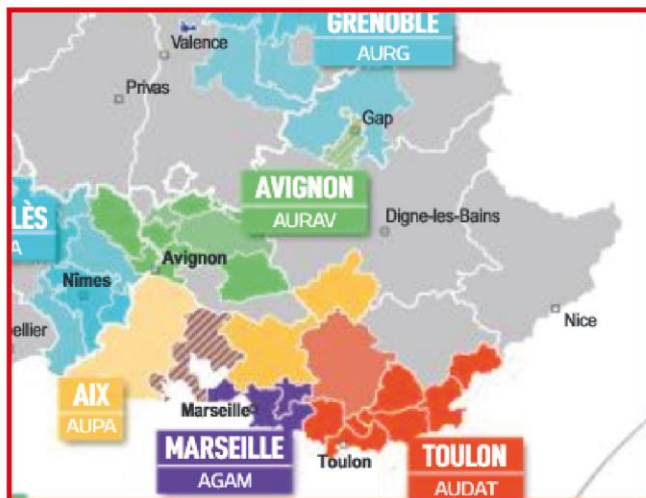 GRENOBLE
AURG
Valence
Privas
Gap
AVIGNON
AURAV
LÈS
A
Digne-les-Bains
Avignon
Nîmes
ellier
Nice
AIX
AUPA
Marseille
MARSEILLE
AGAM
Toulon
TOULON
AUDAT